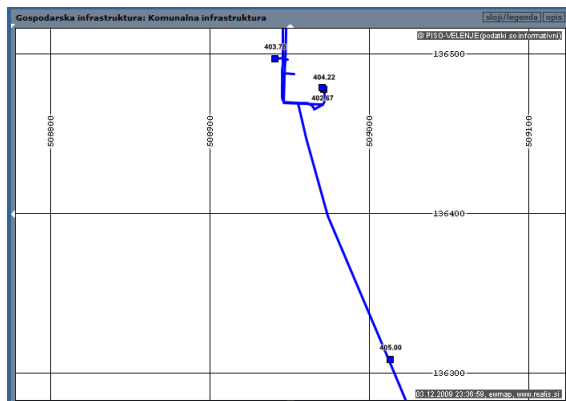 Gospodarska infrastruktura: Komunalna infrastruktura
sloji/legenda
opis
© PISO-VELENJE(podatki so informativni)
403.78
136500
404.22
402.67
508800
508900
509000
509100
136400
405.00
136300
03.12.2009 23:36:59, eumap, www.realis.si